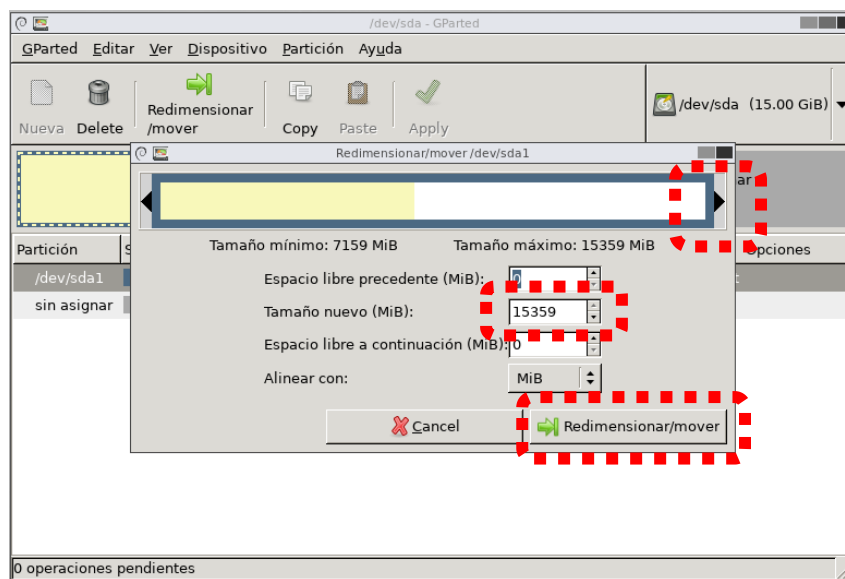 /dev/sda - GParted
GParted Editar Ver Dispositivo Partición Ayuda
Nueva Delete Redimensionar
/mover Copy Paste Apply /dev/sda (15.00 GiB)
Redimensionar/mover /dev/sda1
ar
Tamaño mínimo: 7159 MiB Tamaño máximo: 15359 MiB
Partición S Opciones
Espacio libre precedente (MiB): 0
/dev/sda1 t
sin asignar
Tamaño nuevo (MiB): 15359
Espacio libre a continuación (MiB): 0
Alinear con: MiB
Cancel Redimensionar/mover
0 operaciones pendientes